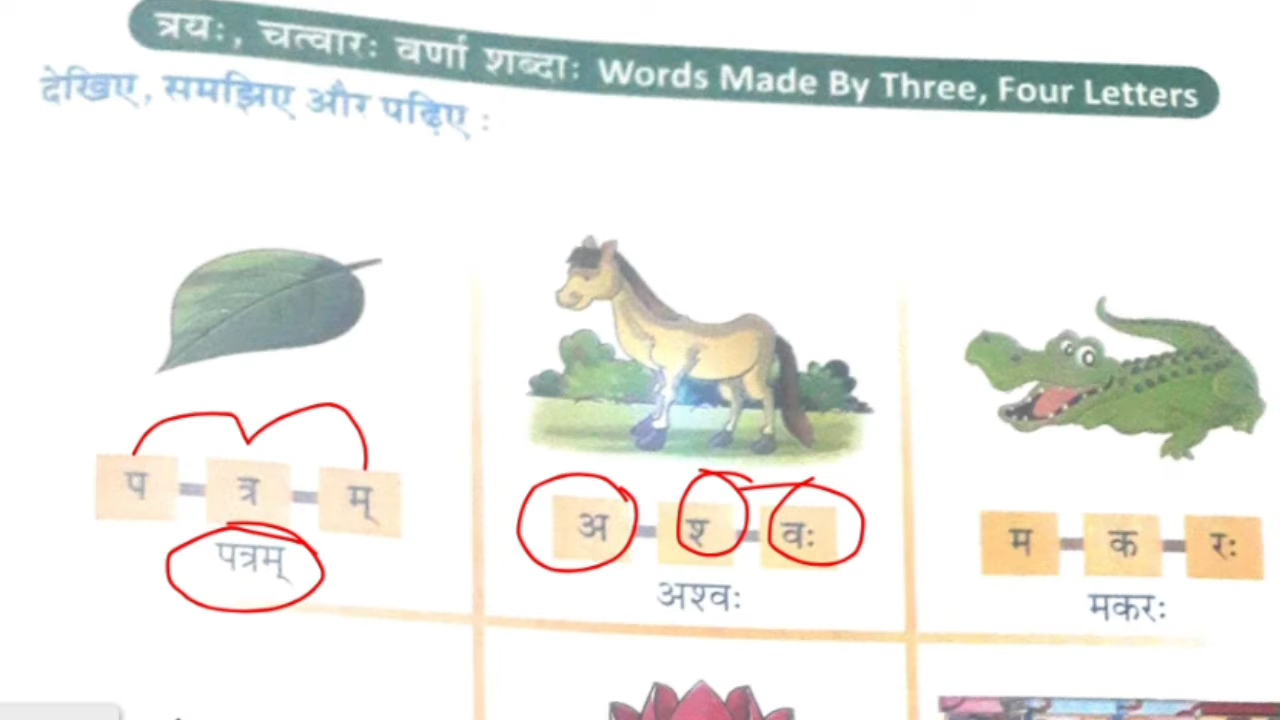 त्रयः, चत्वारः वर्णा शब्दाः Words Made By Three, Four Letters
देखिए, समझिए और पढ़िए :
प त्र म्
पत्रम्
अ श् वः
अश्वः
म क रः
मकरः